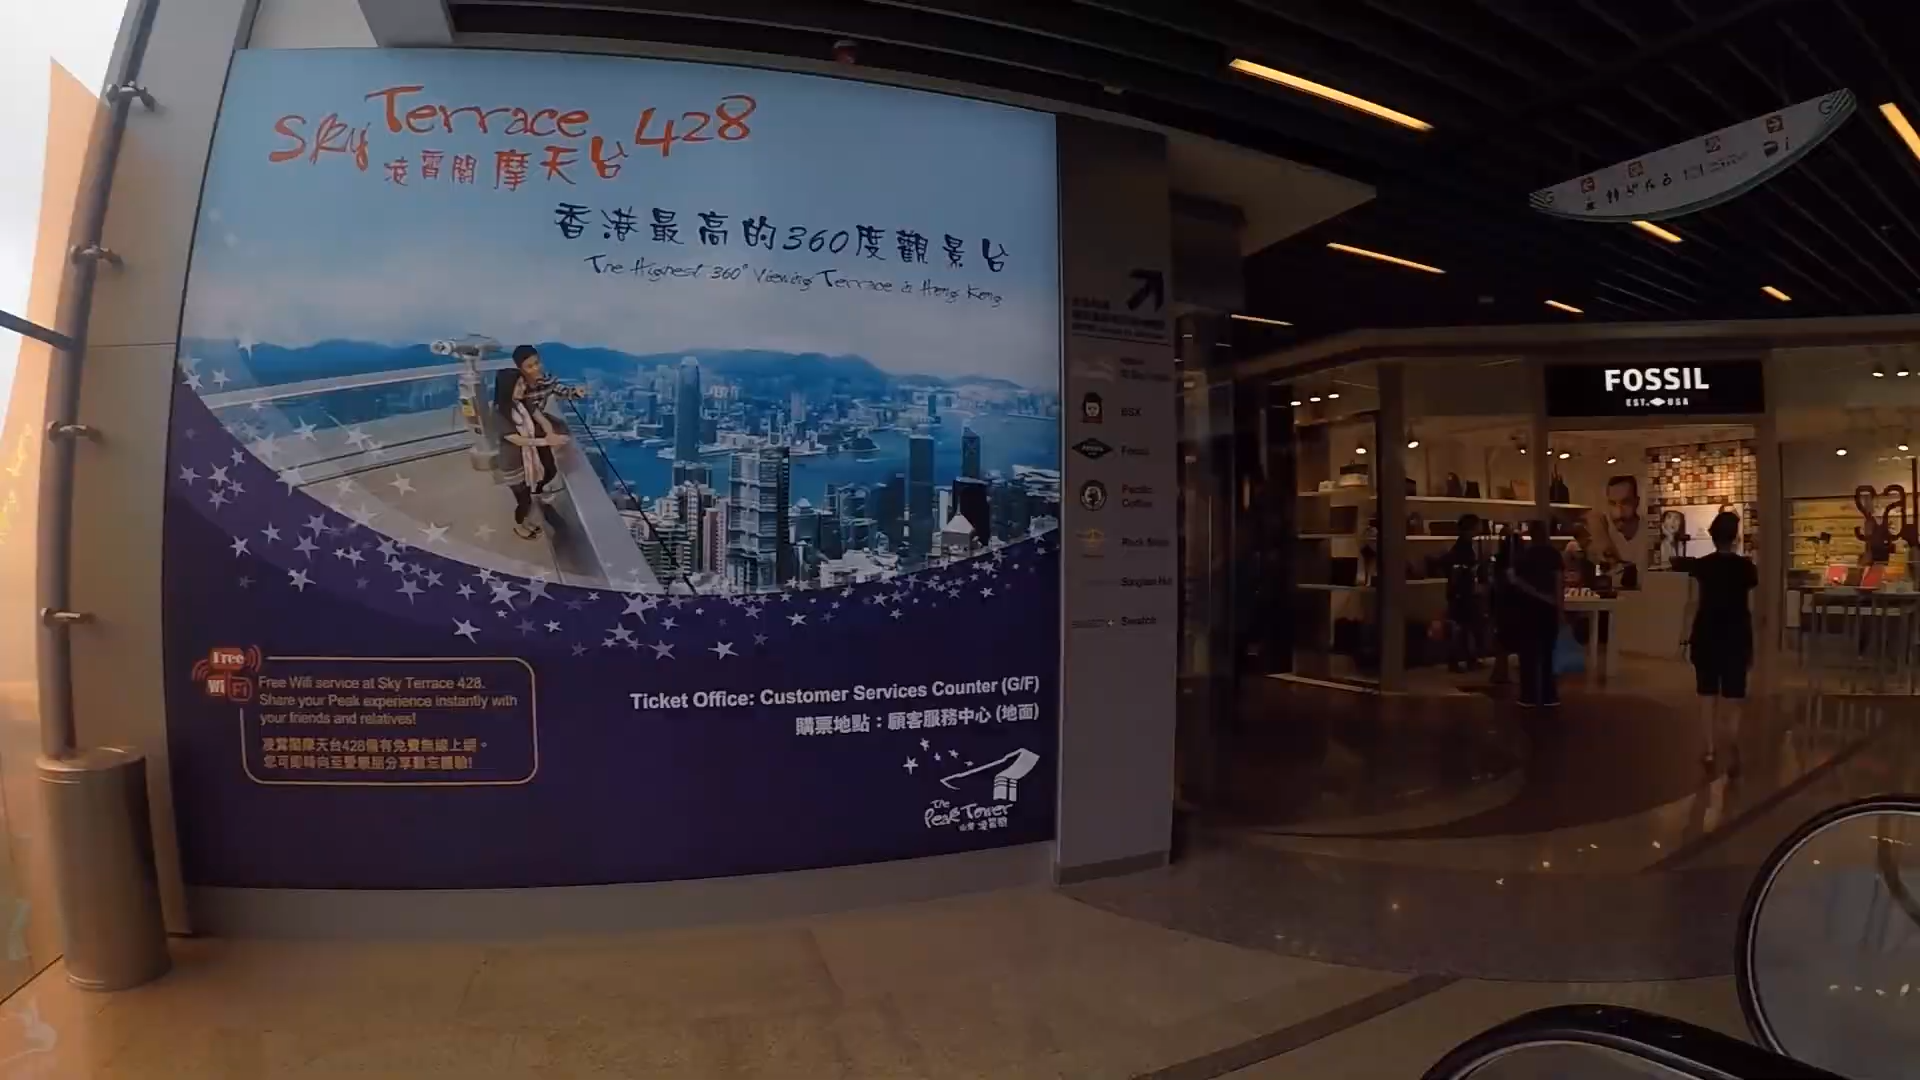 Sky Terrace 428
凌霄閣摩天台
香港最高的360度觀景台
The Highest 360° Viewing Terrace in Hong Kong
Free
Wi Fi
Free Wifi service at Sky Terrace 428.
Share your Peak experience instantly with
your friends and relatives!
凌霄閣摩天台428備有免費無線上網。
您可即時向至愛親朋分享
Ticket Office: Customer Services Counter (G/F)
購票地點：顧客服務中心 (地面)
The
Peak Tower
山頂 凌霄閣
BSX
Fossil
Pacific
Coffee
Swatch
FOSSIL
EST. USA